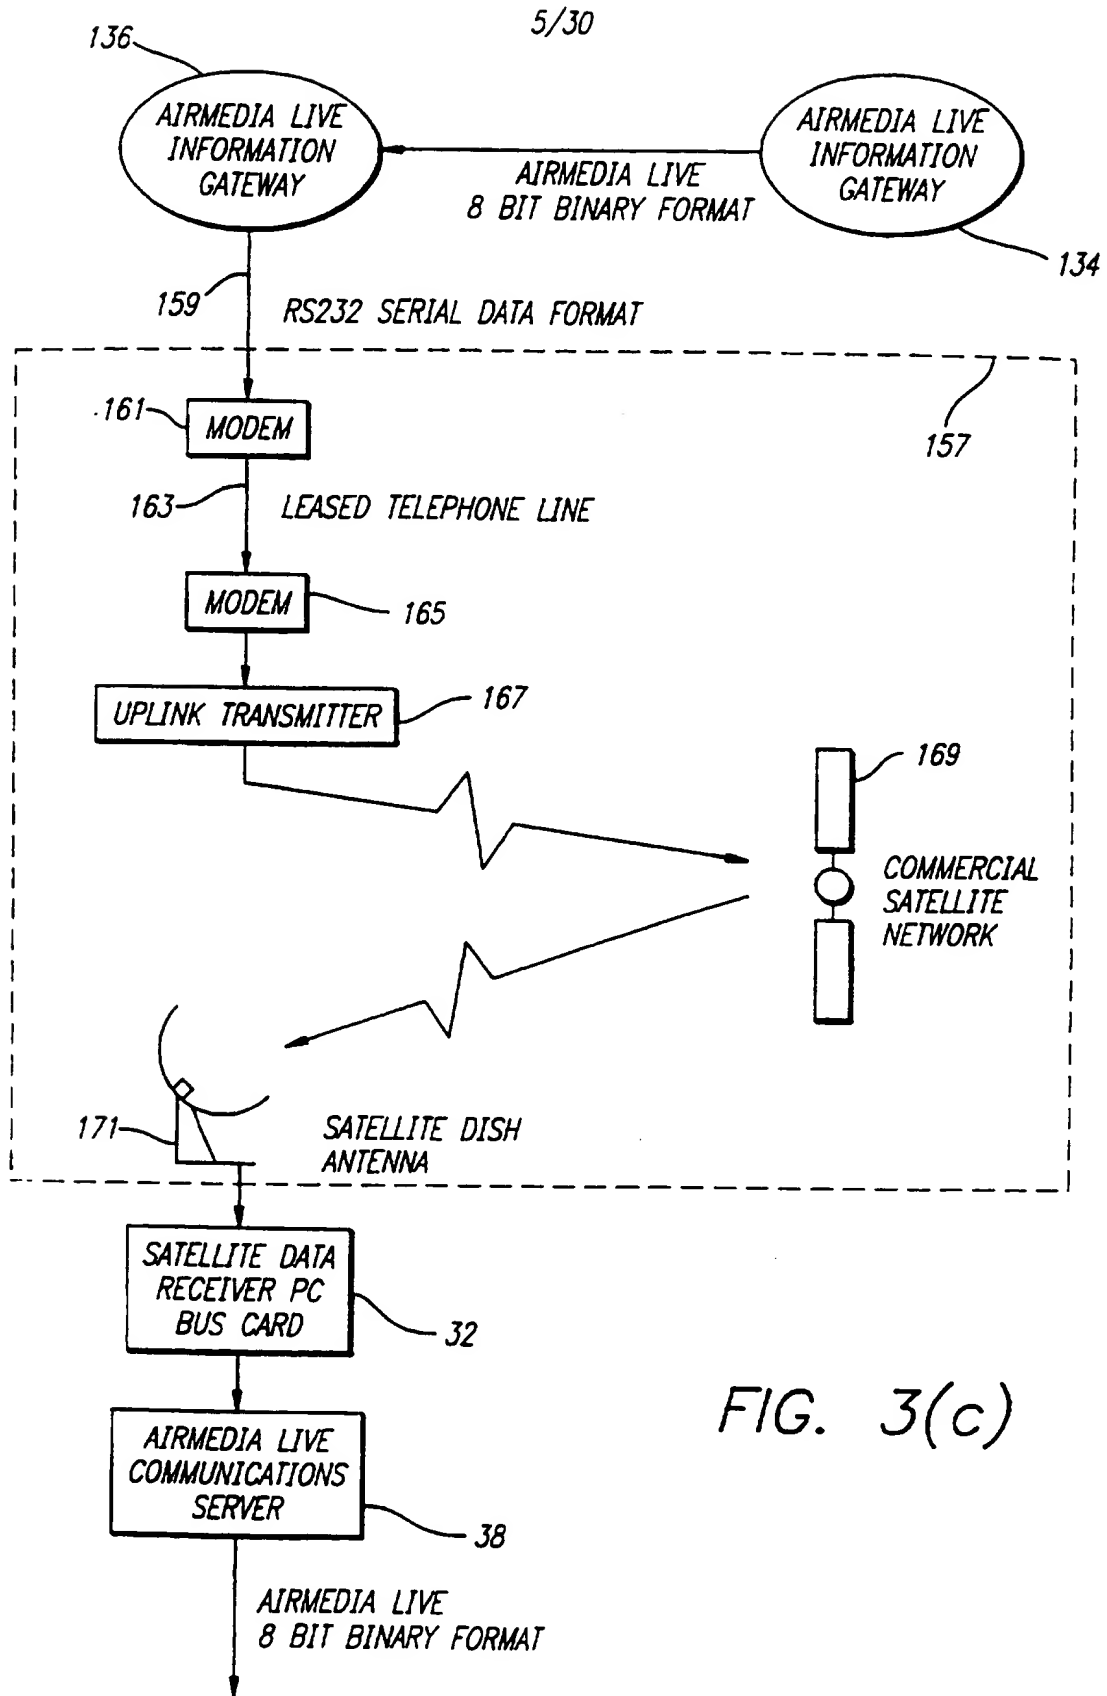 5/30
136
AIRMEDIA LIVE
INFORMATION
GATEWAY
AIRMEDIA LIVE
INFORMATION
GATEWAY
AIRMEDIA LIVE
8 BIT BINARY FORMAT
134
159
RS232 SERIAL DATA FORMAT
161
MODEM
157
163
LEASED TELEPHONE LINE
MODEM
165
UPLINK TRANSMITTER
167
169
COMMERCIAL
SATELLITE
NETWORK
171
SATELLITE DISH
ANTENNA
SATELLITE DATA
RECEIVER PC
BUS CARD
32
AIRMEDIA LIVE
COMMUNICATIONS
SERVER
38
FIG. 3(c)
AIRMEDIA LIVE
8 BIT BINARY FORMAT